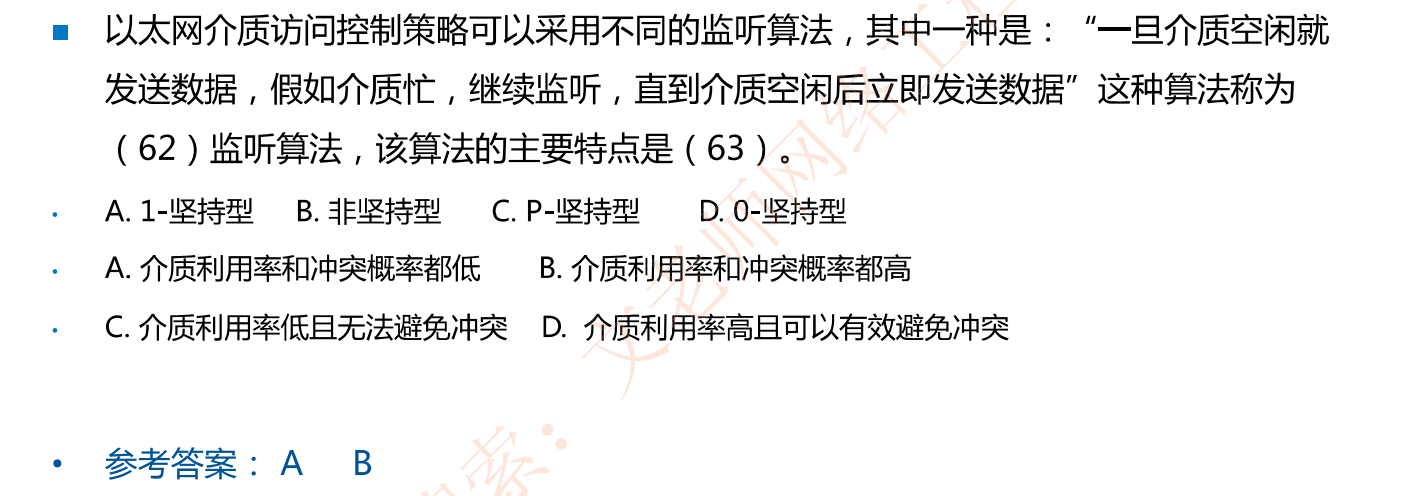 以太网介质访问控制策略可以采用不同的监听算法，其中一种是：“一旦介质空闲就
发送数据，假如介质忙，继续监听，直到介质空闲后立即发送数据”这种算法称为
（62）监听算法，该算法的主要特点是（63）。
A. 1-坚持型 B. 非坚持型 C. P-坚持型 D. 0-坚持型
A. 介质利用率和冲突概率都低 B. 介质利用率和冲突概率都高
C. 介质利用率低且无法避免冲突 D. 介质利用率高且可以有效避免冲突
参考答案： A B
索：文老师网络工